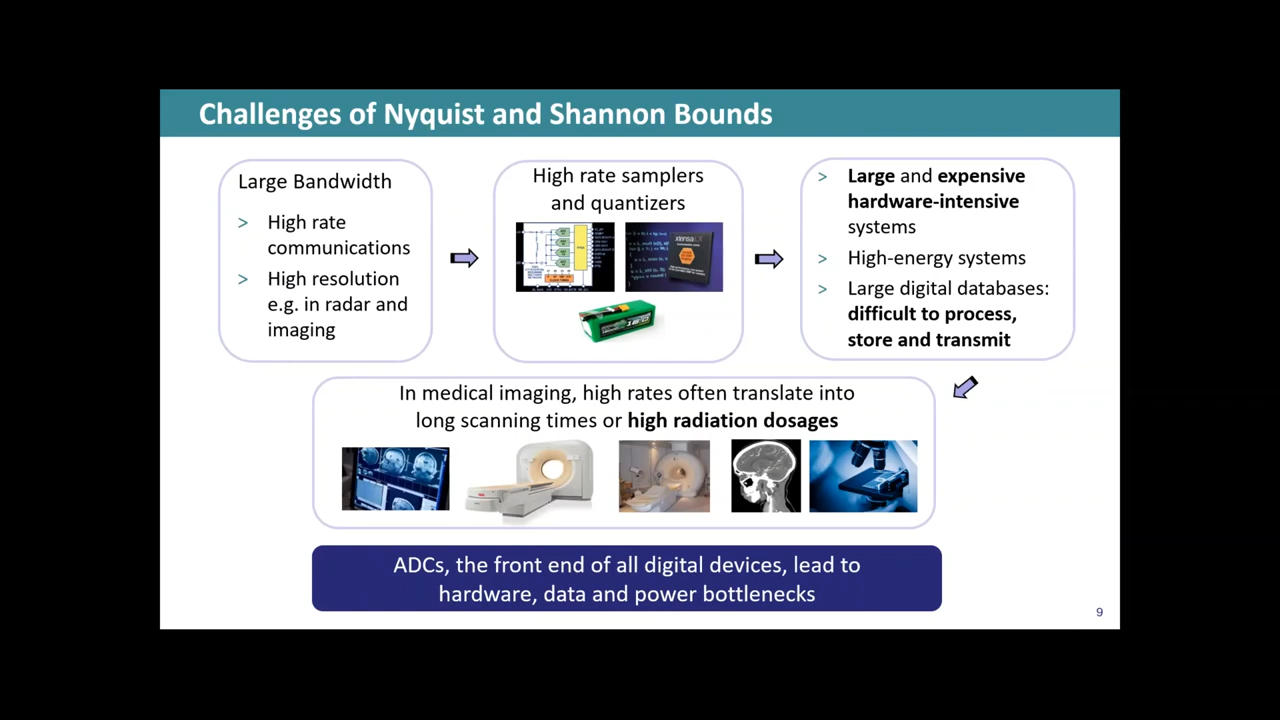 Challenges of Nyquist and Shannon Bounds
Large Bandwidth
> High rate
communications
> High resolution
e.g. in radar and
imaging
High rate samplers
and quantizers
xtensa LX
> Large and expensive
hardware-intensive
systems
> High-energy systems
> Large digital databases:
difficult to process,
store and transmit
In medical imaging, high rates often translate into
long scanning times or high radiation dosages
ADCs, the front end of all digital devices, lead to
hardware, data and power bottlenecks
9